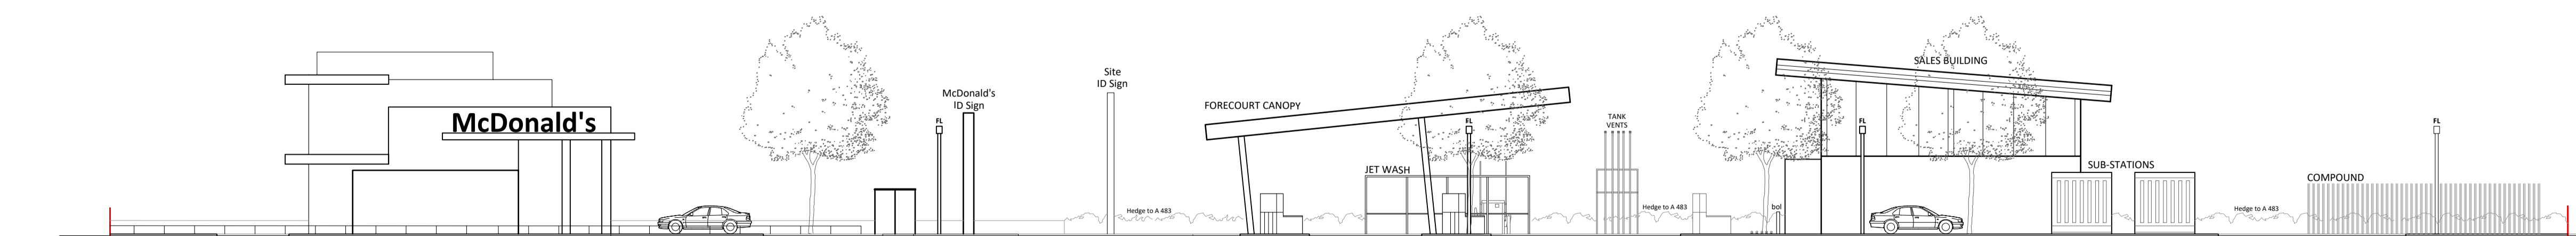 McDonald's
FL
McDonald's
ID Sign
Site
ID Sign
Hedge to A 483
FORECOURT CANOPY
JET WASH
FL
TANK
VENTS
Hedge to A 483
bol
SALES BUILDING
FL
SUB-STATIONS
Hedge to A 483
COMPOUND
FL